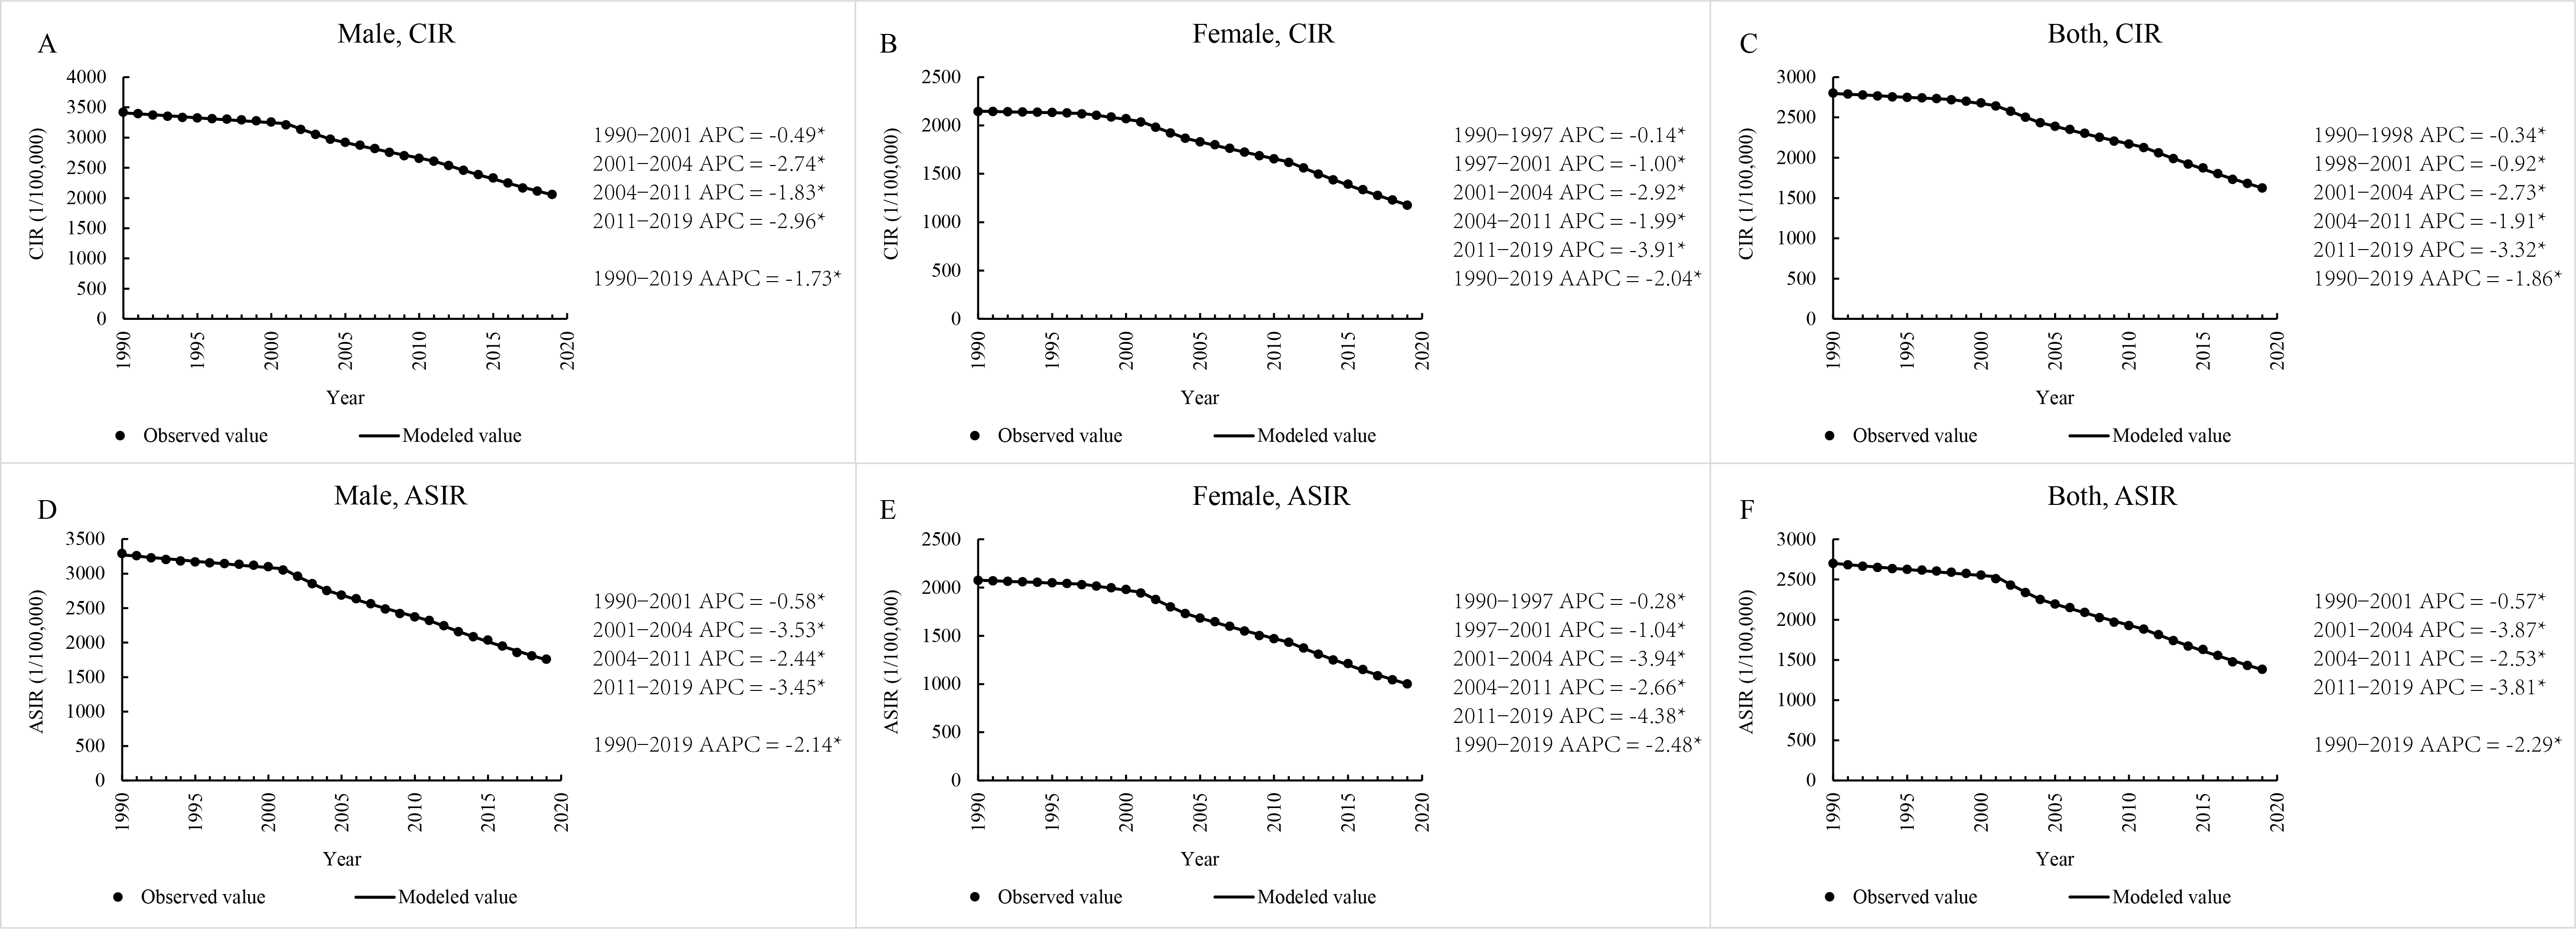 A
Male, CIR
4000
3500
3000
2500
2000
1500
1000
500
0
CIR (1/100,000)
1990
1995
2000
2005
2010
2015
2020
Year
1990−2001 APC = -0.49*
2001−2004 APC = -2.74*
2004−2011 APC = -1.83*
2011−2019 APC = -2.96*
1990−2019 AAPC = -1.73*
Observed value
Modeled value
B
Female, CIR
2500
2000
1500
1000
500
0
CIR (1/100,000)
1990
1995
2000
2005
2010
2015
2020
Year
1990−1997 APC = -0.14*
1997−2001 APC = -1.00*
2001−2004 APC = -2.92*
2004−2011 APC = -1.99*
2011−2019 APC = -3.91*
1990−2019 AAPC = -2.04*
Observed value
Modeled value
C
Both, CIR
3000
2500
2000
1500
1000
500
0
CIR (1/100,000)
1990
1995
2000
2005
2010
2015
2020
Year
1990−1998 APC = -0.34*
1998−2001 APC = -0.92*
2001−2004 APC = -2.73*
2004−2011 APC = -1.91*
2011−2019 APC = -3.32*
1990−2019 AAPC = -1.86*
Observed value
Modeled value
D
Male, ASIR
3500
3000
2500
2000
1500
1000
500
0
ASIR (1/100,000)
1990
1995
2000
2005
2010
2015
2020
Year
1990−2001 APC = -0.58*
2001−2004 APC = -3.53*
2004−2011 APC = -2.44*
2011−2019 APC = -3.45*
1990−2019 AAPC = -2.14*
Observed value
Modeled value
E
Female, ASIR
2500
2000
1500
1000
500
0
ASIR (1/100,000)
1990
1995
2000
2005
2010
2015
2020
Year
1990−1997 APC = -0.28*
1997−2001 APC = -1.04*
2001−2004 APC = -3.94*
2004−2011 APC = -2.66*
2011−2019 APC = -4.38*
1990−2019 AAPC = -2.48*
Observed value
Modeled value
F
Both, ASIR
3000
2500
2000
1500
1000
500
0
ASIR (1/100,000)
1990
1995
2000
2005
2010
2015
2020
Year
1990−2001 APC = -0.57*
2001−2004 APC = -3.87*
2004−2011 APC = -2.53*
2011−2019 APC = -3.81*
1990−2019 AAPC = -2.29*
Observed value
Modeled value